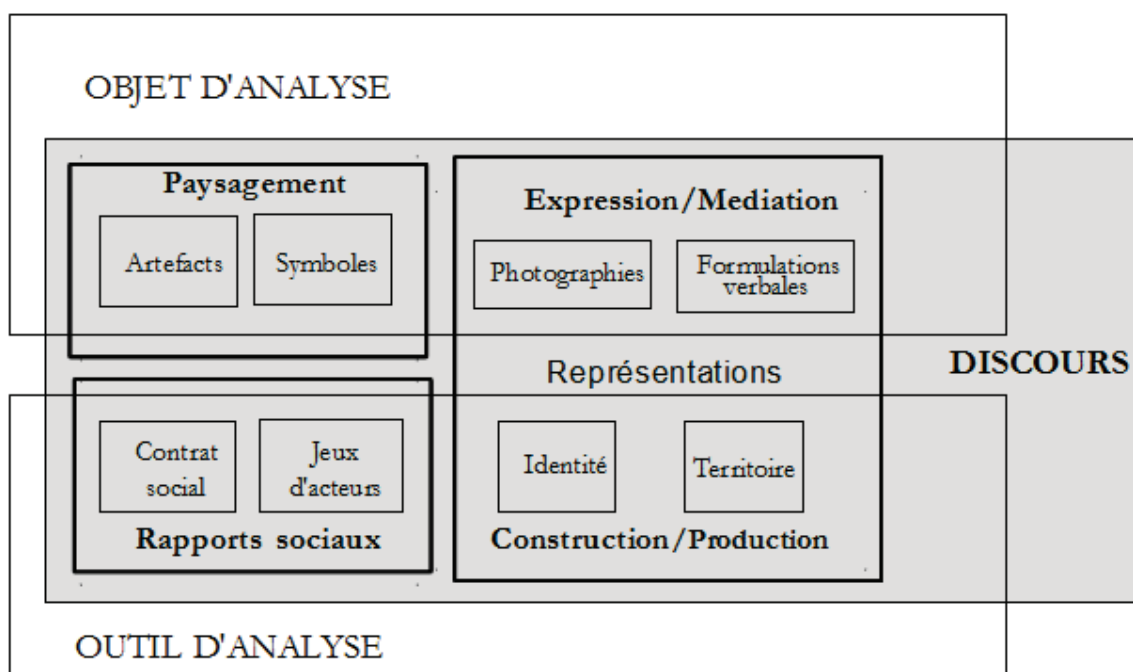 OBJET D'ANALYSE
Paysagement
Artefacts
Symboles
Expression/Mediation
Photographies
Formulations
verbales
Représentations
DISCOURS
Contrat
social
Jeux
d'acteurs
Rapports sociaux
Identité
Territoire
Construction/Production
OUTIL D'ANALYSE